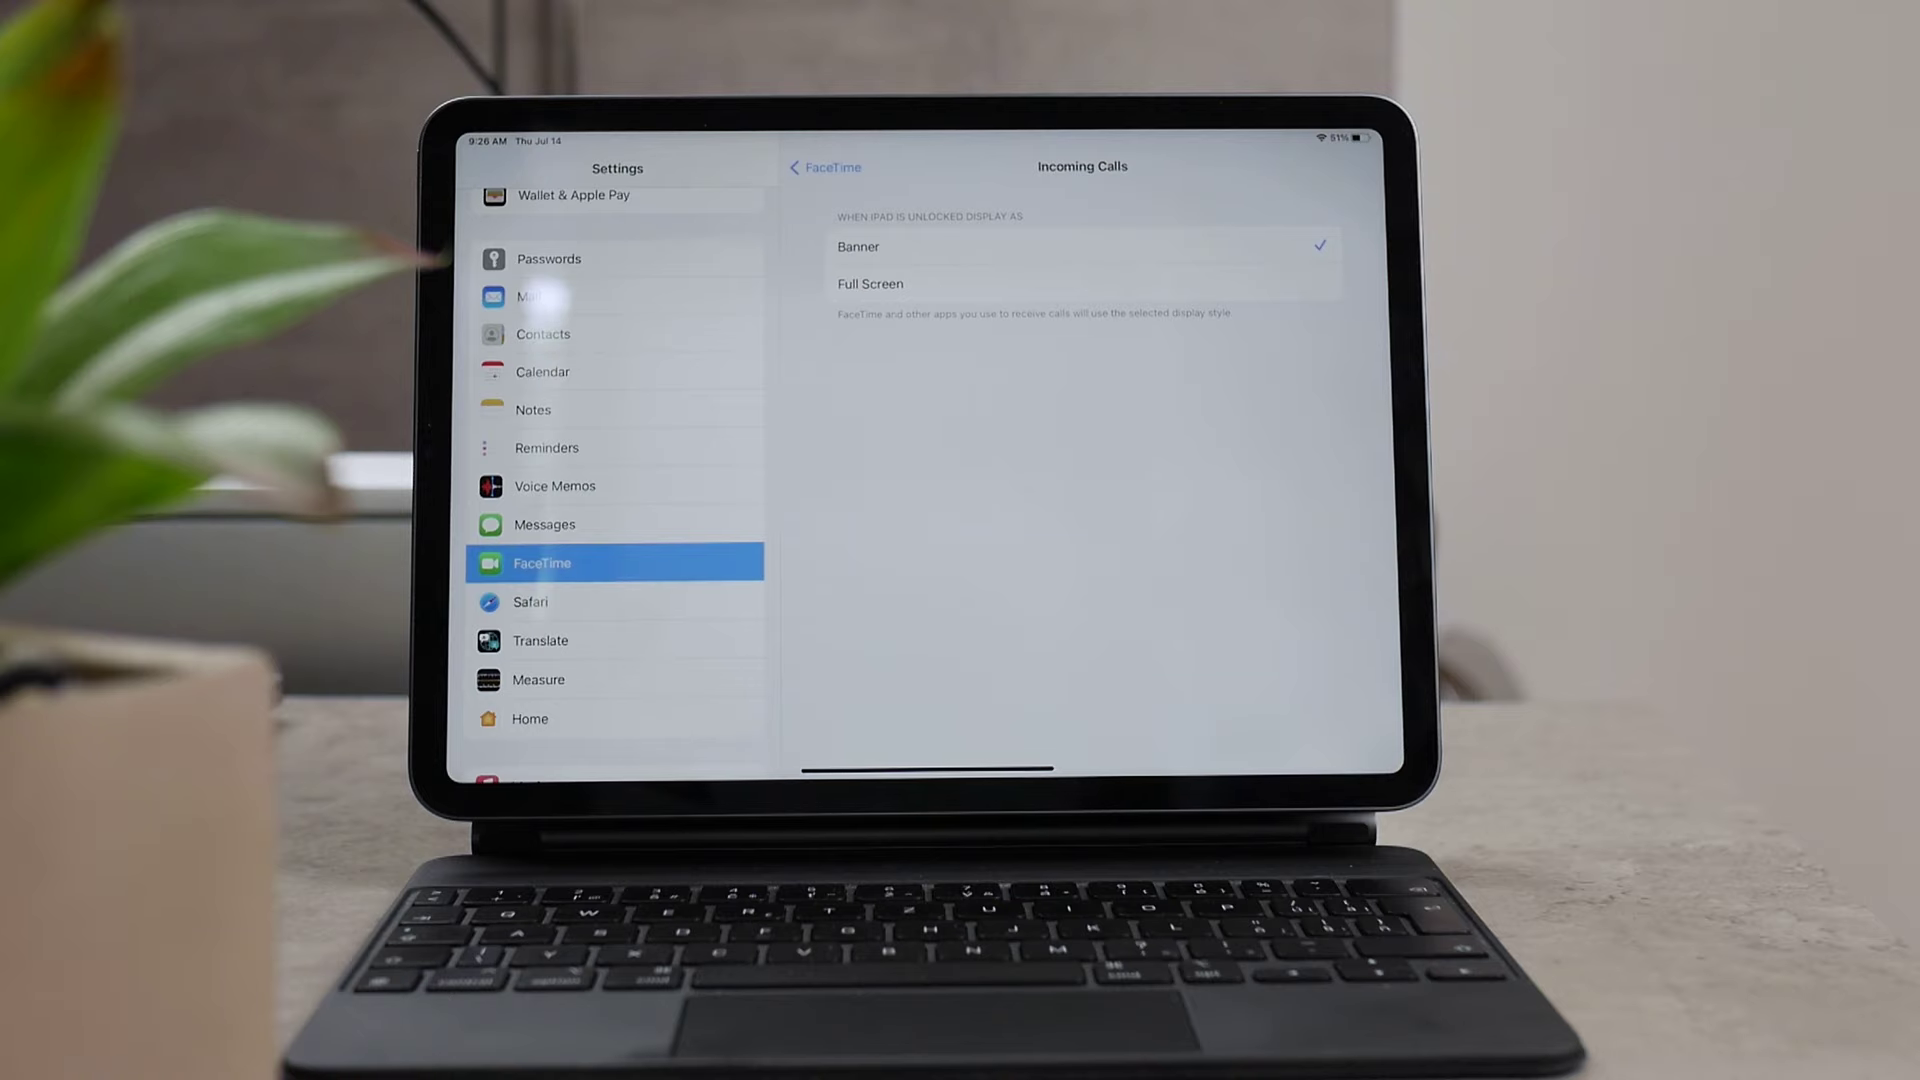 9:26 AM Thu Jul 14
51%
Settings
Wallet & Apple Pay
Passwords
Contacts
Calendar
Notes
Reminders
Voice Memos
Messages
FaceTime
Safari
Translate
Measure
Home
FaceTime
Incoming Calls
WHEN IPAD IS UNLOCKED DISPLAY AS
Banner
Full Screen
FaceTime and other apps you use to receive calls will use the selected display style.
Q W E R T Z U I O P
A S D F G H J K L
Y X C V B N M